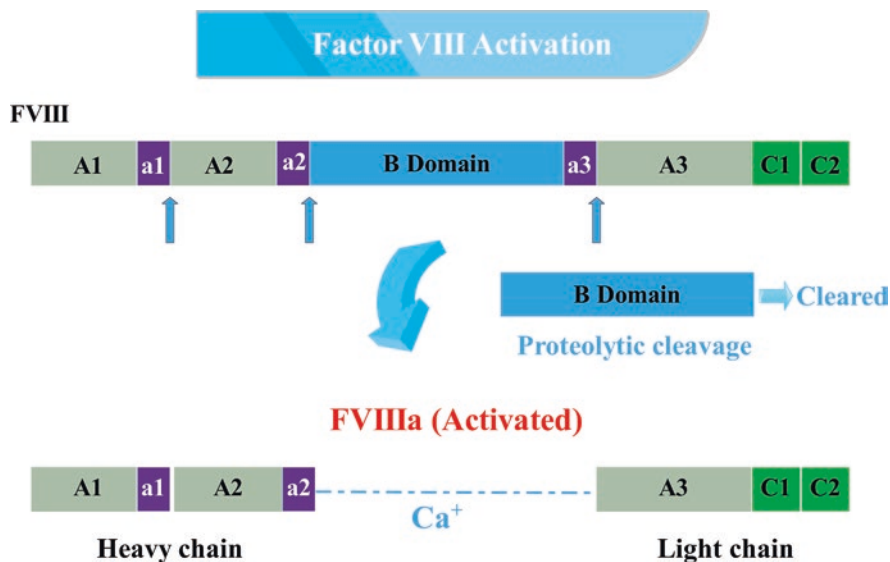 Factor VIII Activation
FVIII
A1 a1 A2 a2 B Domain a3 A3 C1 C2
B Domain Cleared
Proteolytic cleavage
FVIIIa (Activated)
A1 a1 A2 a2 A3 C1 C2
Ca+
Heavy chain Light chain